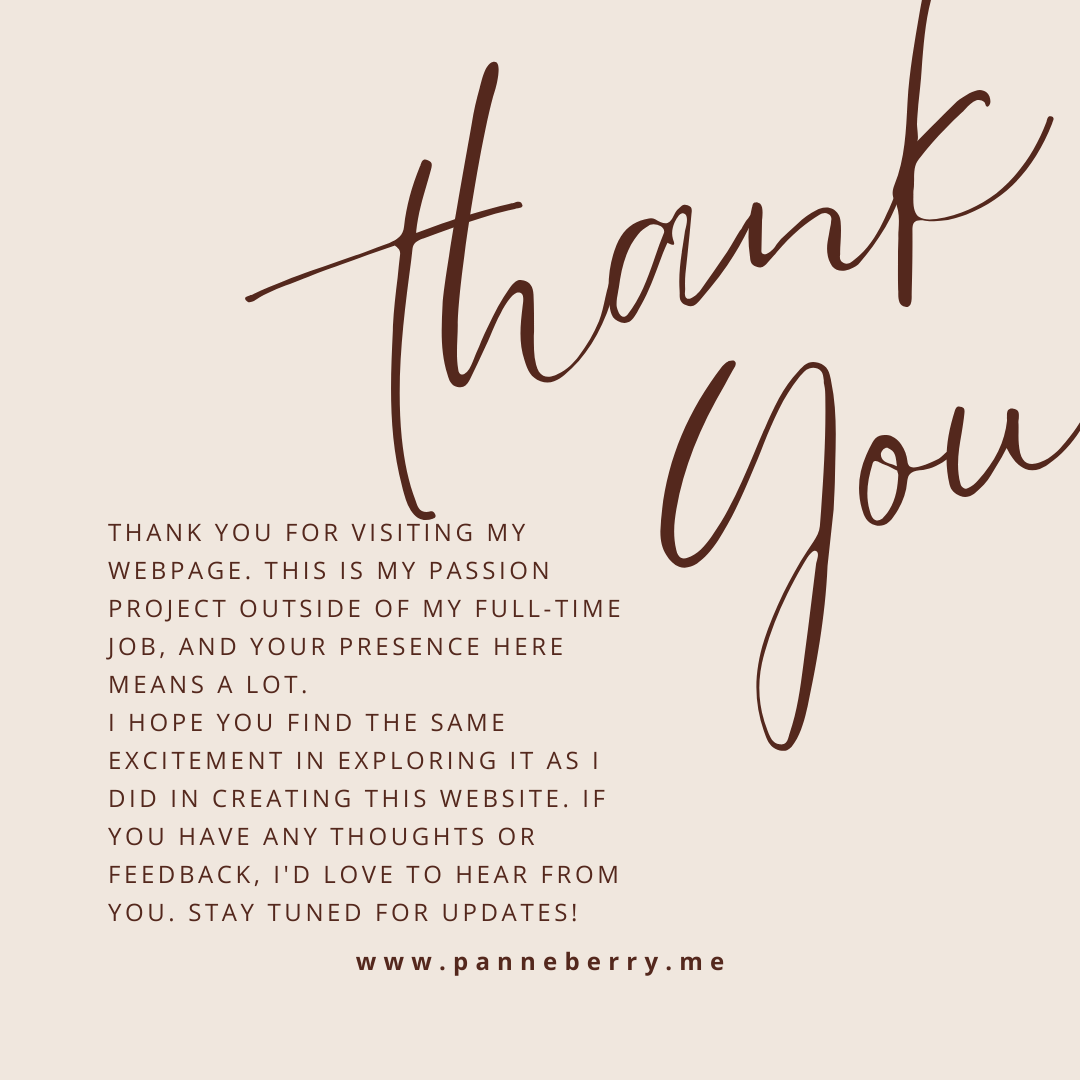 thank
you
THANK YOU FOR VISITING MY
WEBPAGE. THIS IS MY PASSION
PROJECT OUTSIDE OF MY FULL-TIME
JOB, AND YOUR PRESENCE HERE
MEANS A LOT.
I HOPE YOU FIND THE SAME
EXCITEMENT IN EXPLORING IT AS I
DID IN CREATING THIS WEBSITE. IF
YOU HAVE ANY THOUGHTS OR
FEEDBACK, I'D LOVE TO HEAR FROM
YOU. STAY TUNED FOR UPDATES!
www.panneberry.me